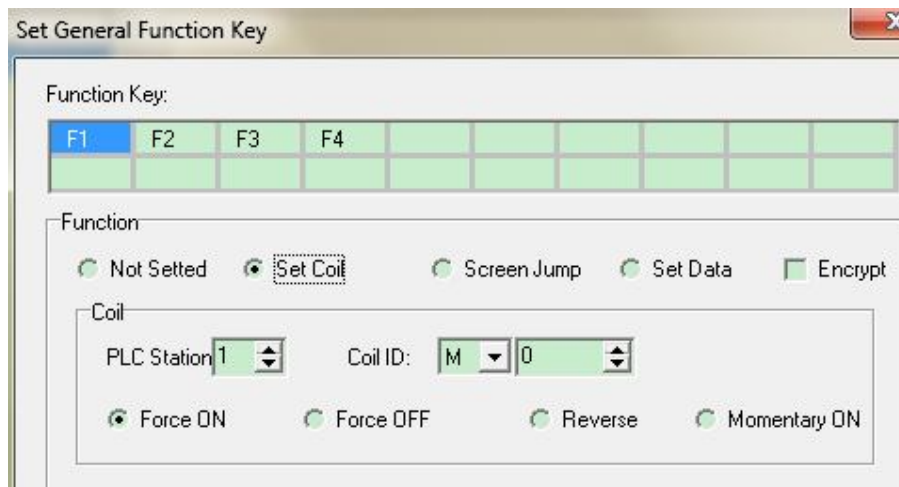 Set General Function Key
Function Key:
F1 F2 F3 F4
Function
Not Setted Set Coil Screen Jump Set Data Encrypt
Coil
PLC Station 1 Coil ID: M 0
Force ON Force OFF Reverse Momentary ON